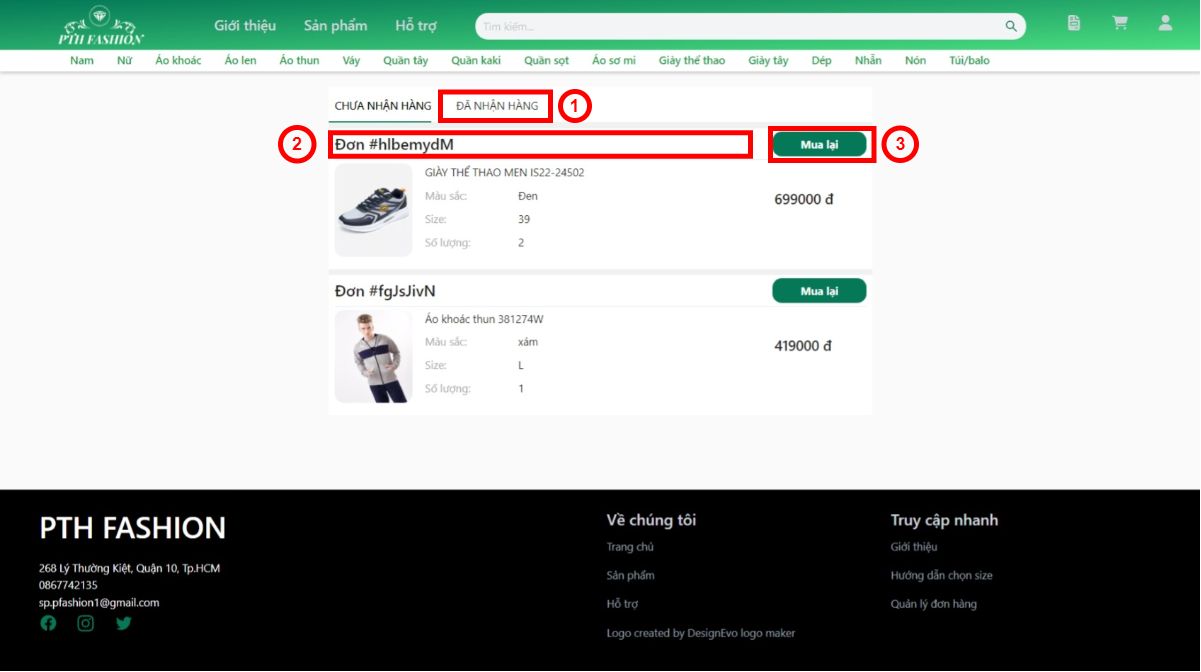 PTH FASHION
Giới thiệu Sản phẩm Hỗ trợ Tìm kiếm...
Nam Nữ Áo khoác Áo len Áo thun Váy Quần tây Quần kaki Quần sọt Áo sơ mi Giày thể thao Giày tây Dép Nhẫn Nón Túi/balo
CHƯA NHẬN HÀNG ĐÃ NHẬN HÀNG 1
2 Đơn #hlbemydM Mua lại 3
GIÀY THỂ THAO MEN IS22-24502
Màu sắc: Đen 699000 đ
Size: 39
Số lượng: 2
Đơn #fgJsJivN Mua lại
Áo khoác thun 381274W
Màu sắc: xám 419000 đ
Size: L
Số lượng: 1
PTH FASHION
268 Lý Thường Kiệt, Quận 10, Tp.HCM
0867742135
sp.pfashion1@gmail.com
Về chúng tôi
Trang chủ
Sản phẩm
Hỗ trợ
Logo created by DesignEvo logo maker
Truy cập nhanh
Giới thiệu
Hướng dẫn chọn size
Quản lý đơn hàng